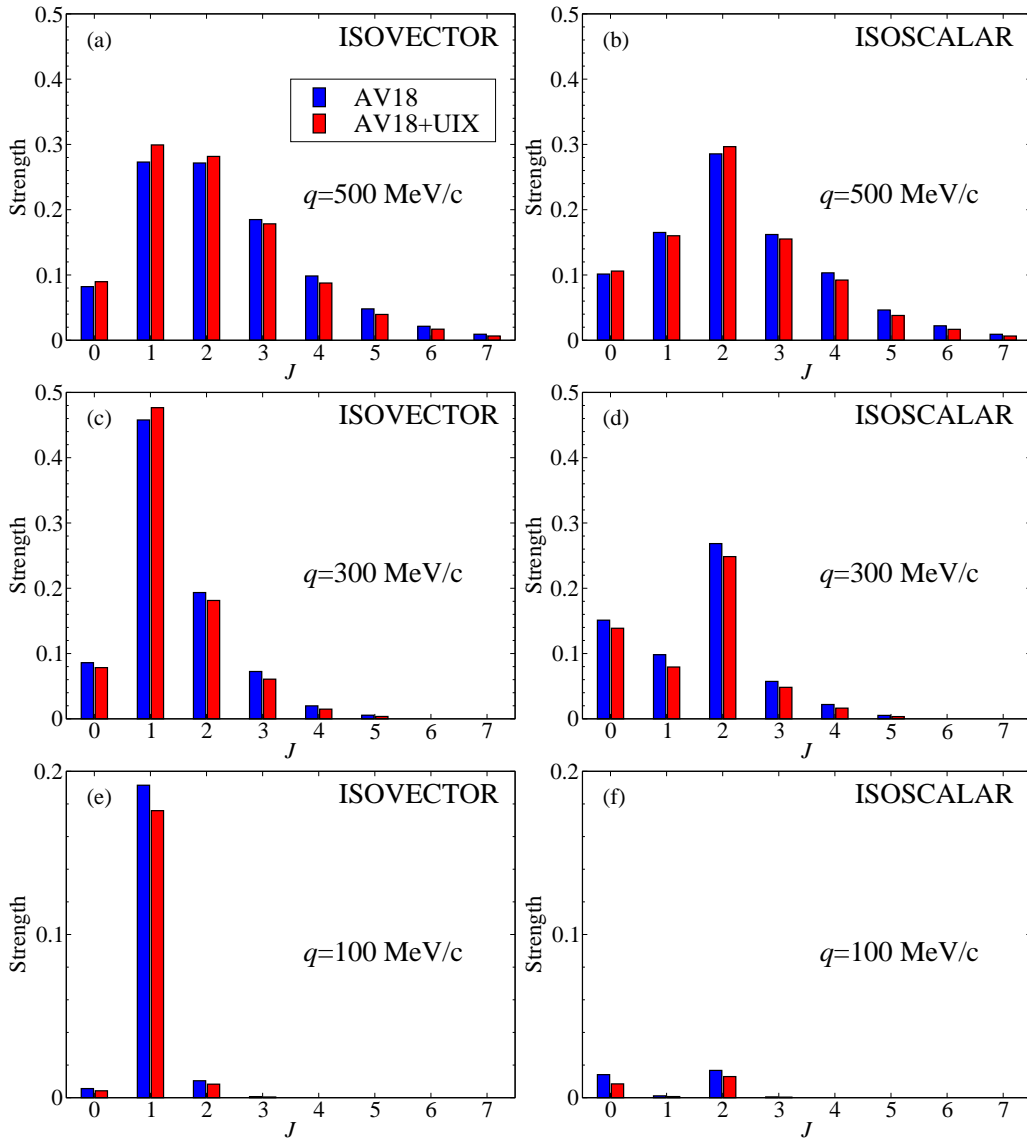 (a)
ISOVECTOR
AV18
AV18+UIX
q=500 MeV/c
Strength
0.5
0.4
0.3
0.2
0.1
0
0 1 2 3 4 5 6 7
J
(b)
ISOSCALAR
q=500 MeV/c
Strength
0.5
0.4
0.3
0.2
0.1
0
0 1 2 3 4 5 6 7
J
(c)
ISOVECTOR
q=300 MeV/c
Strength
0.5
0.4
0.3
0.2
0.1
0
0 1 2 3 4 5 6 7
J
(d)
ISOSCALAR
q=300 MeV/c
Strength
0.5
0.4
0.3
0.2
0.1
0
0 1 2 3 4 5 6 7
J
(e)
ISOVECTOR
q=100 MeV/c
Strength
0.2
0.1
0
0 1 2 3 4 5 6 7
J
(f)
ISOSCALAR
q=100 MeV/c
Strength
0.2
0.1
0
0 1 2 3 4 5 6 7
J